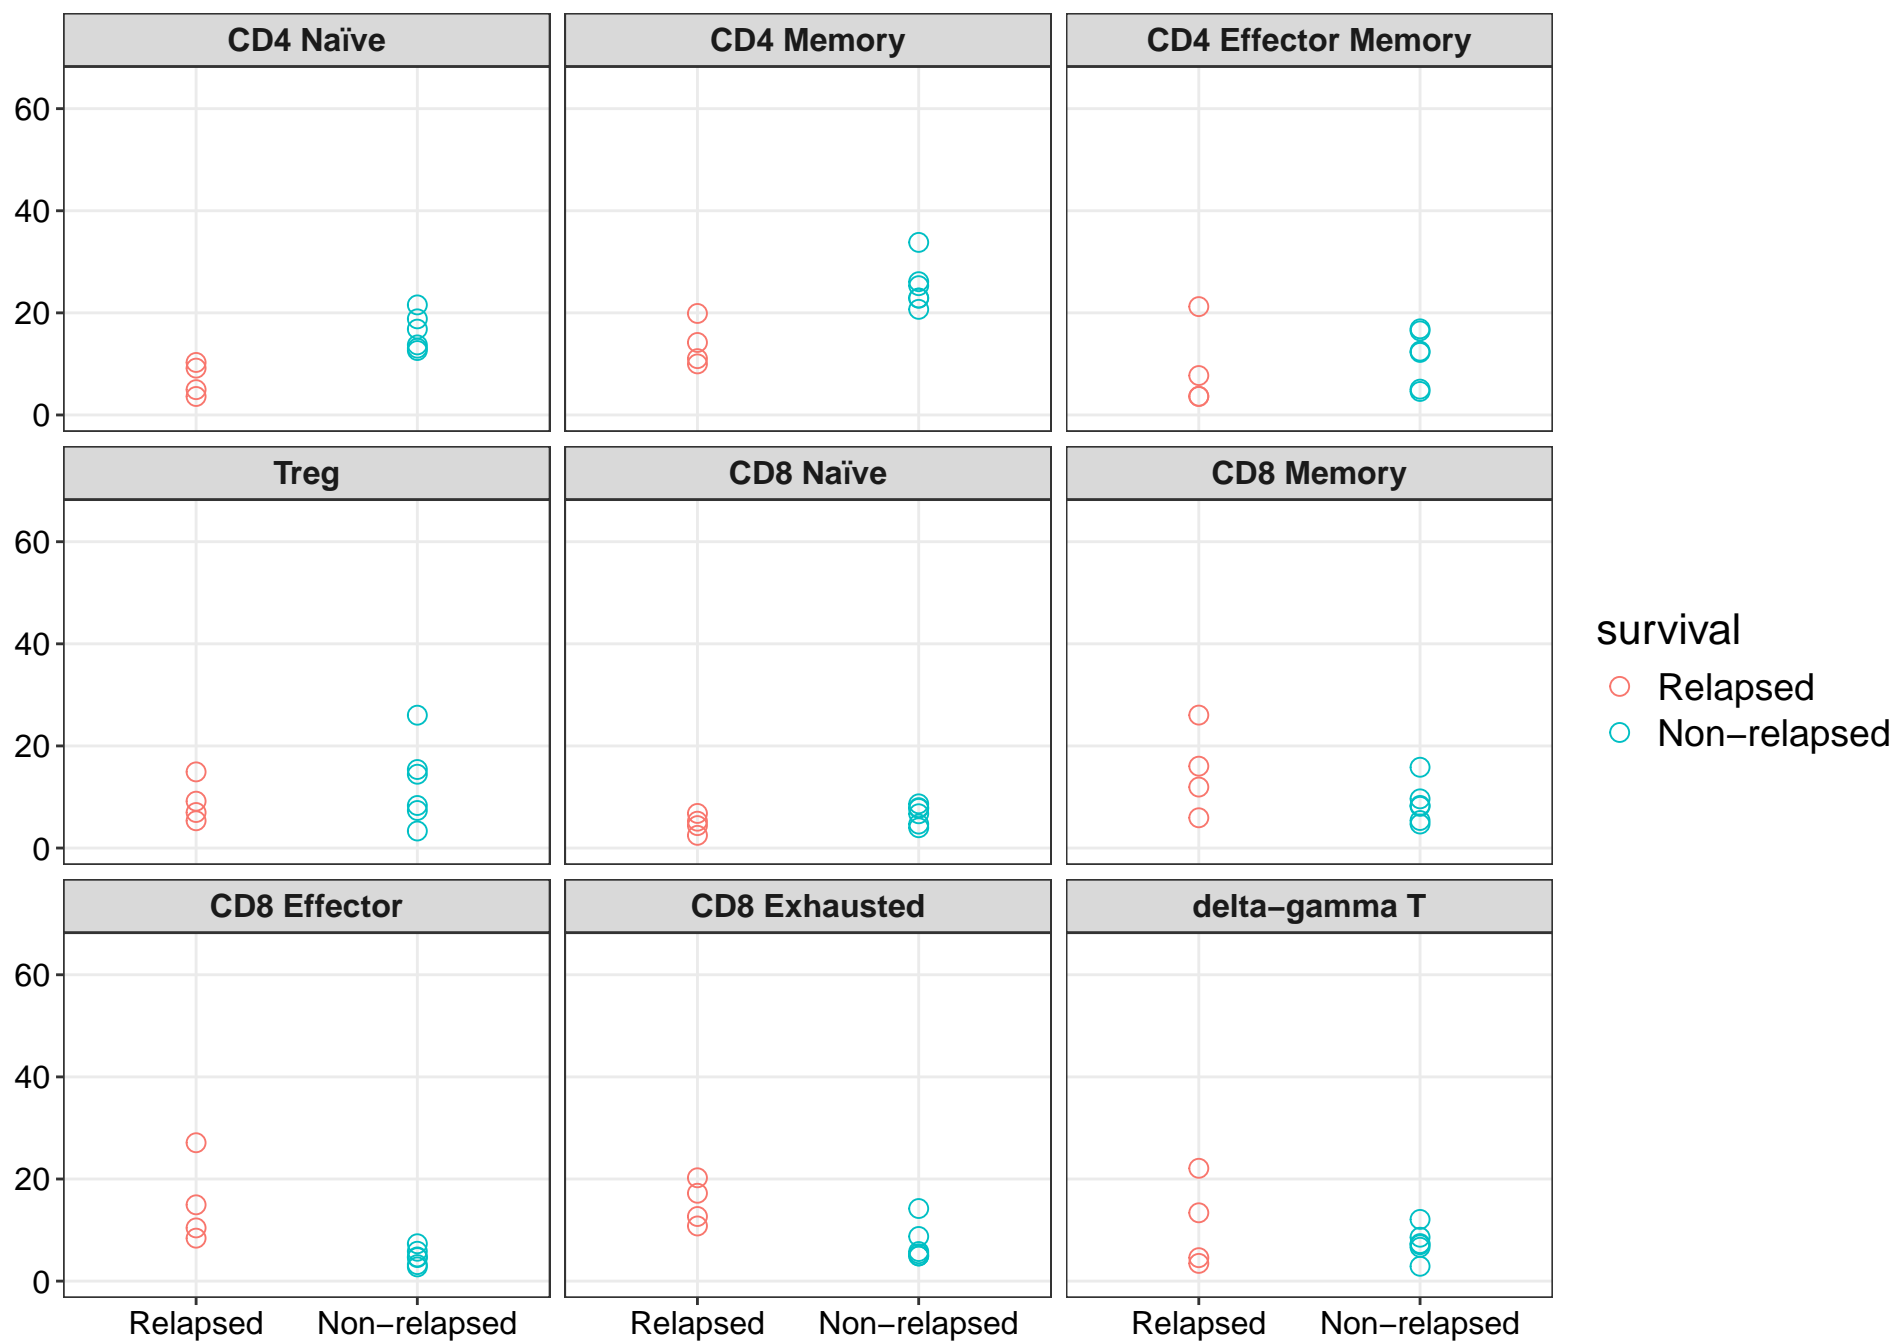 CD4 Naïve
CD4 Memory
CD4 Effector Memory
60
40
20
0
Treg
CD8 Naïve
CD8 Memory
60
40
20
0
CD8 Effector
CD8 Exhausted
delta−gamma T
60
40
20
0
Relapsed
Non−relapsed
Relapsed
Non−relapsed
Relapsed
Non−relapsed
survival
Relapsed
Non−relapsed